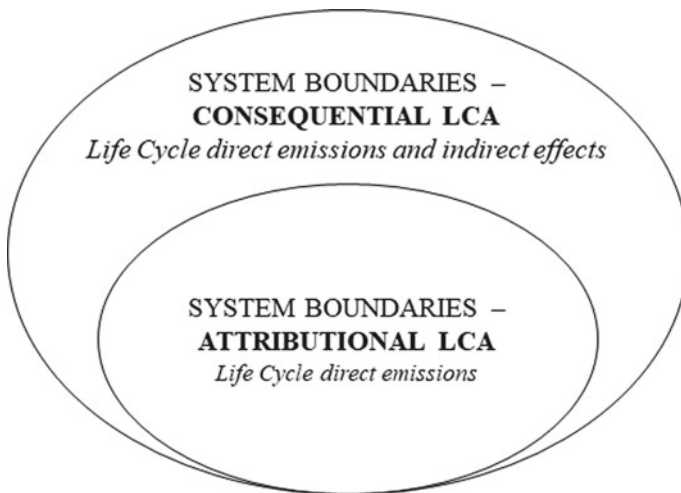 SYSTEM BOUNDARIES –
CONSEQUENTIAL LCA
Life Cycle direct emissions and indirect effects
SYSTEM BOUNDARIES –
ATTRIBUTIONAL LCA
Life Cycle direct emissions